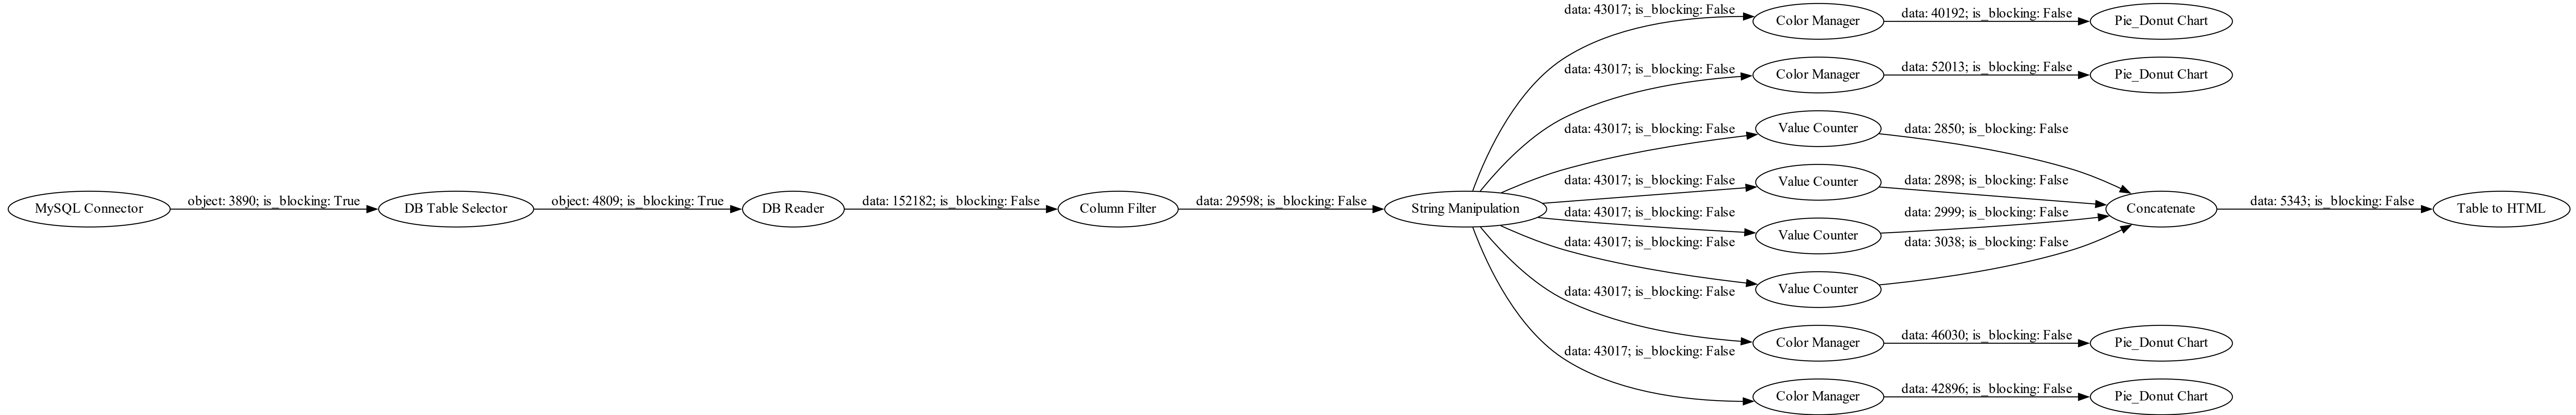 MySQL Connector
object: 3890; is_blocking: True
DB Table Selector
object: 4809; is_blocking: True
DB Reader
data: 152182; is_blocking: False
Column Filter
data: 29598; is_blocking: False
String Manipulation
data: 43017; is_blocking: False
Color Manager
data: 40192; is_blocking: False
Pie_Donut Chart
data: 43017; is_blocking: False
Color Manager
data: 52013; is_blocking: False
Pie_Donut Chart
data: 43017; is_blocking: False
Value Counter
data: 2850; is_blocking: False
data: 43017; is_blocking: False
Value Counter
data: 2898; is_blocking: False
data: 43017; is_blocking: False
Value Counter
data: 2999; is_blocking: False
data: 43017; is_blocking: False
Value Counter
data: 3038; is_blocking: False
Concatenate
data: 5343; is_blocking: False
Table to HTML
data: 43017; is_blocking: False
Color Manager
data: 46030; is_blocking: False
Pie_Donut Chart
data: 43017; is_blocking: False
Color Manager
data: 42896; is_blocking: False
Pie_Donut Chart